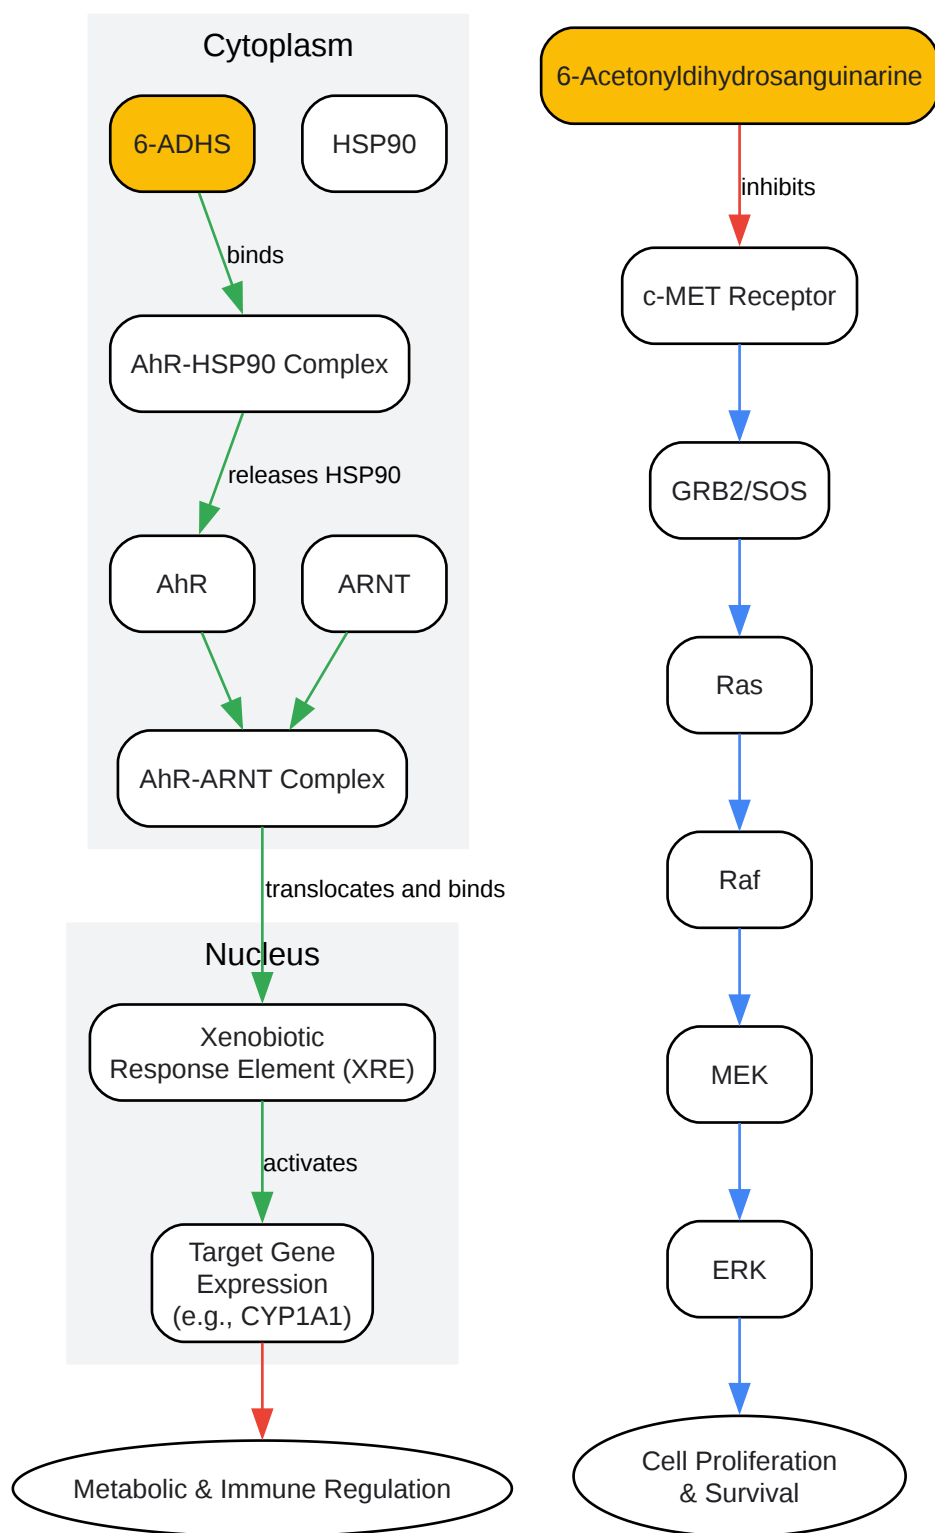 Cytoplasm
6-ADHS
HSP90
binds
AhR-HSP90 Complex
releases HSP90
AhR
ARNT
AhR-ARNT Complex
translocates and binds
Nucleus
Xenobiotic
Response Element (XRE)
activates
Target Gene
Expression
(e.g., CYP1A1)
Metabolic & Immune Regulation
6-Acetonyldihydrosanguinarine
inhibits
c-MET Receptor
GRB2/SOS
Ras
Raf
MEK
ERK
Cell Proliferation
& Survival